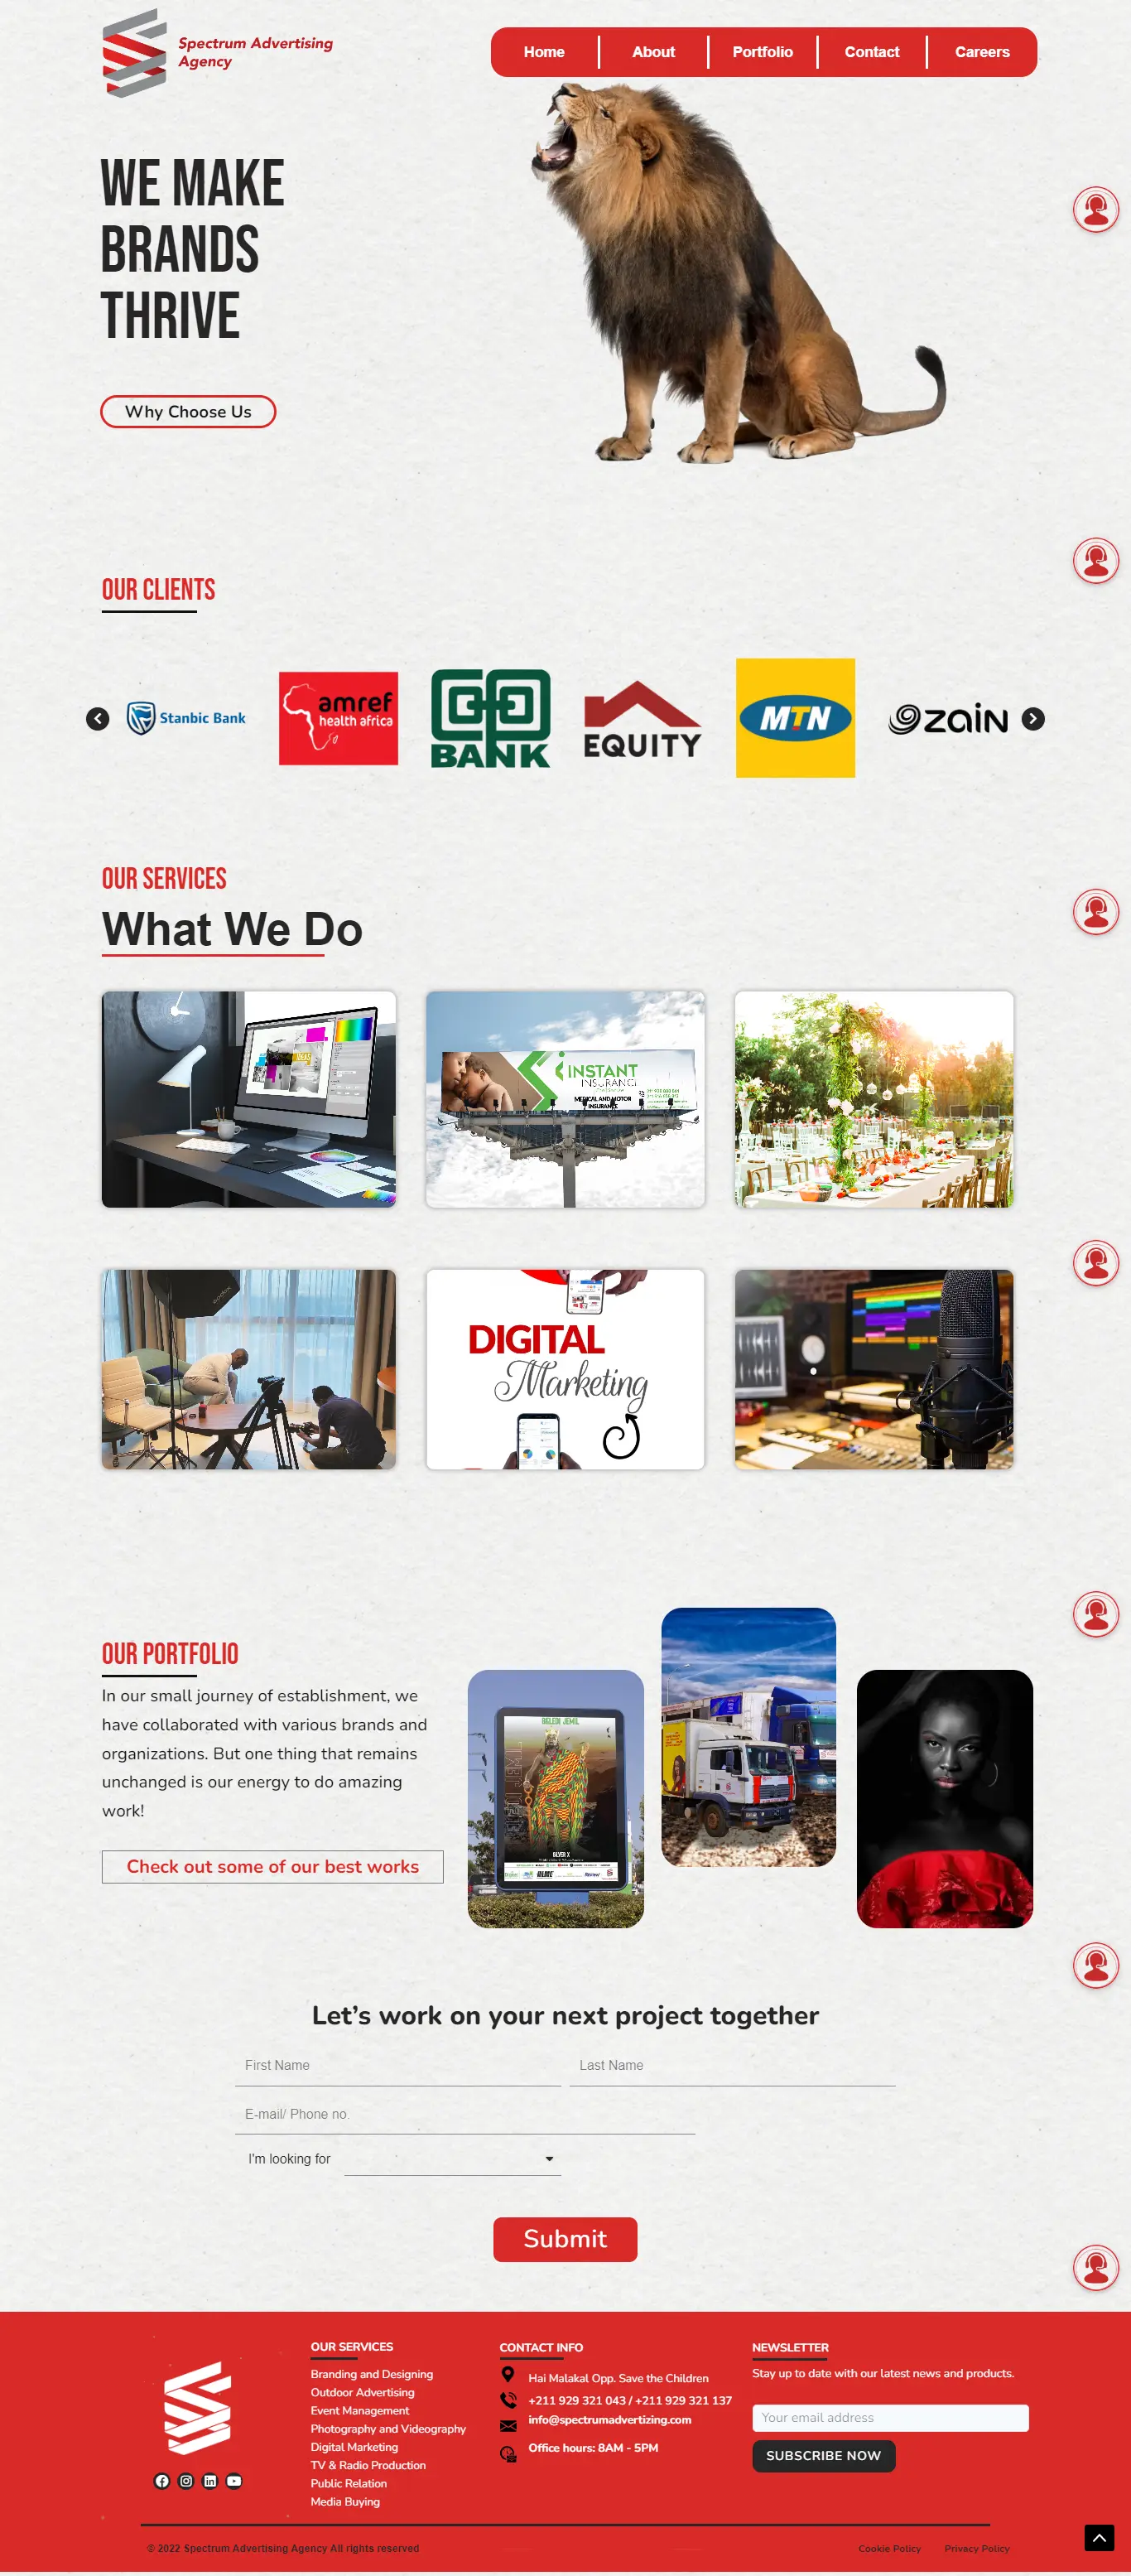 Spectrum Advertising
Agency
Home
About
Portfolio
Contact
Careers
WE MAKE
BRANDS
THRIVE
Why Choose Us
OUR CLIENTS
Stanbic Bank
amref
health africa
BANK
EQUITY
MTN
zain
OUR SERVICES
What We Do
INSTANT
INSURANCE
MEDICAL AND MOTOR
INSURANCE
DIGITAL
Marketing
OUR PORTFOLIO
In our small journey of establishment, we
have collaborated with various brands and
organizations. But one thing that remains
unchanged is our energy to do amazing
work!
Check out some of our best works
SILVER X
Let’s work on your next project together
First Name
Last Name
E-mail/ Phone no.
I'm looking for
Submit
OUR SERVICES
Branding and Designing
Outdoor Advertising
Event Management
Photography and Videography
Digital Marketing
TV & Radio Production
Public Relation
Media Buying
CONTACT INFO
Hai Malakal Opp. Save the Children
+211 929 321 043 / +211 929 321 137
info@spectrumadvertizing.com
Office hours: 8AM - 5PM
NEWSLETTER
Stay up to date with our latest news and products.
Your email address
SUBSCRIBE NOW
© 2022 Spectrum Advertising Agency All rights reserved
Cookie Policy
Privacy Policy